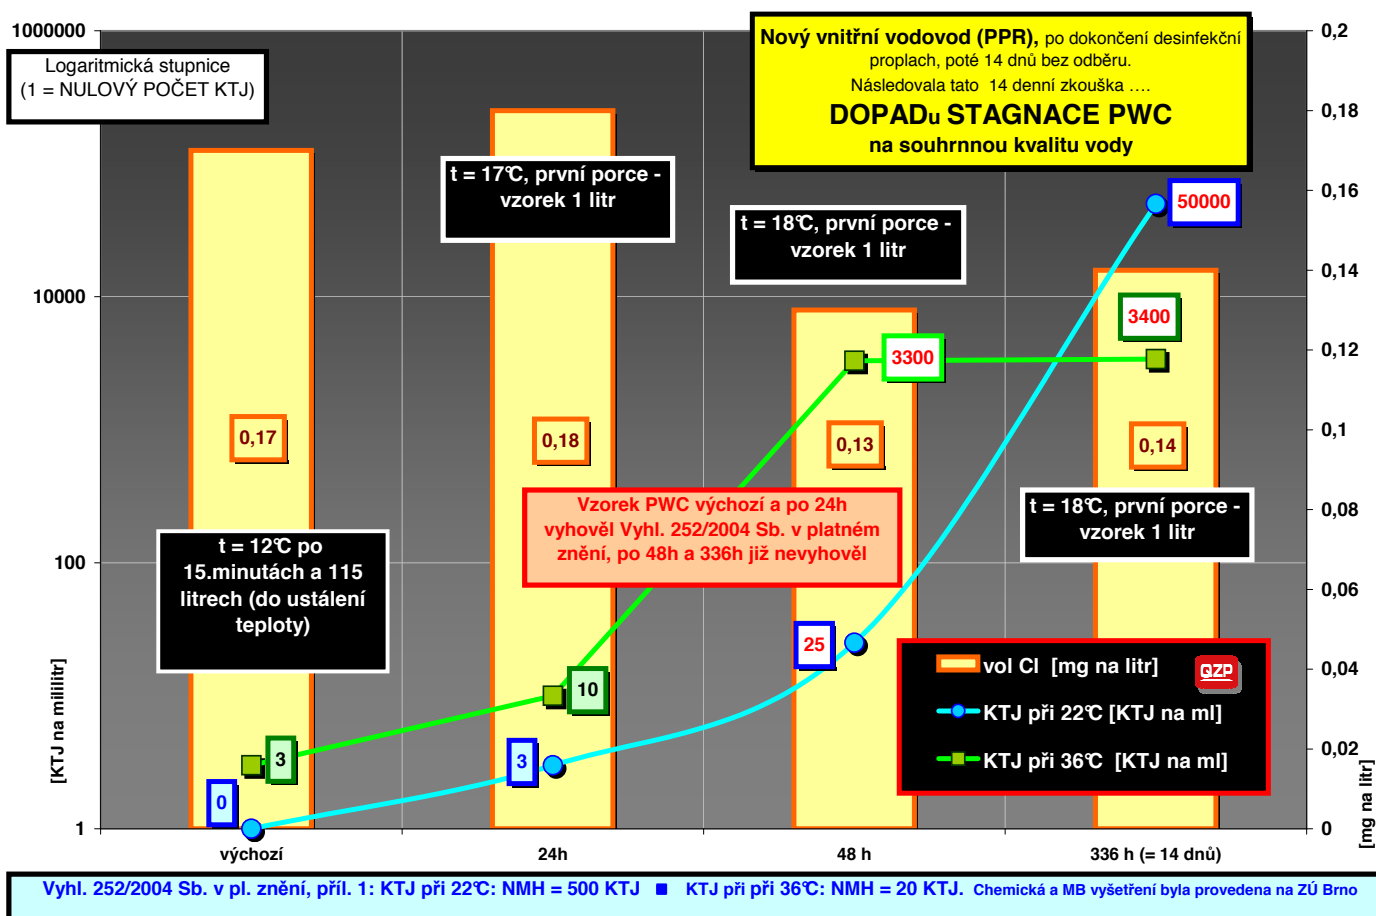 1000000
0,2
Logaritmická stupnice
(1 = NULOVÝ POČET KTJ)
Nový vnitřní vodovod (PPR), po dokončení desinfekční
proplach, poté 14 dnů bez odběru.
Následovala tato 14 denní zkouška ....
DOPADu STAGNACE PWC
na souhrnnou kvalitu vody
0,18
t = 17°C, první porce -
vzorek 1 litr
0,16
50000
t = 18°C, první porce -
vzorek 1 litr
0,14
10000
3400
3300
0,12
0,17
0,18
0,13
0,14
0,1
Vzorek PWC výchozí a po 24h
vyhověl Vyhl. 252/2004 Sb. v platném
znění, po 48h a 336h již nevyhověl
t = 18°C, první porce -
vzorek 1 litr
0,08
t = 12°C po
15.minutách a 115
litrech (do ustálení
teploty)
100
0,06
25
vol Cl [mg na litr]
QZP
KTJ při 22°C [KTJ na ml]
KTJ při 36°C [KTJ na ml]
0,04
10
3
3
0,02
0
[KTJ na mililitr]
[mg na litr]
1
0
výchozí
24h
48 h
336 h (= 14 dnů)
Vyhl. 252/2004 Sb. v pl. znění, příl. 1: KTJ při 22°C: NMH = 500 KTJ ■ KTJ při při 36°C: NMH = 20 KTJ. Chemická a MB vyšetření byla provedena na ZÚ Brno